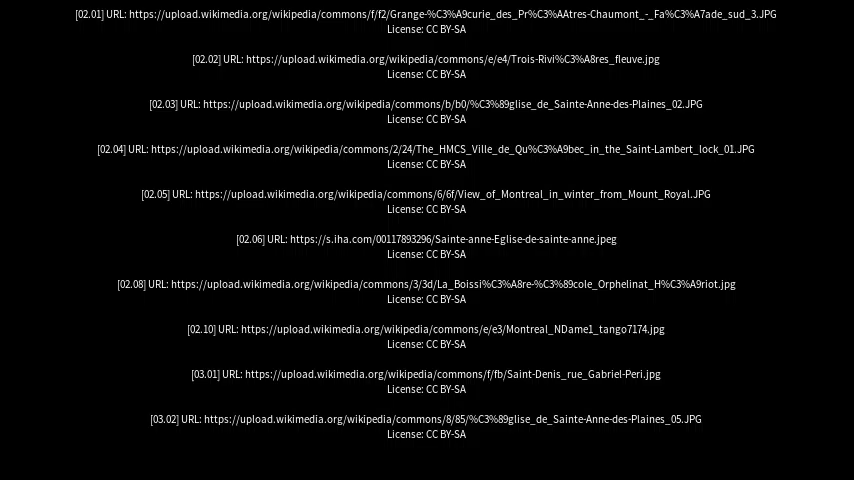 [02.01] URL: https://upload.wikimedia.org/wikipedia/commons/f/f2/Grange-%C3%A9curie_des_Pr%C3%AAtres-Chaumont_-_Fa%C3%A7ade_sud_3.JPG
License: CC BY-SA
[02.02] URL: https://upload.wikimedia.org/wikipedia/commons/e/e4/Trois-Rivi%C3%A8res_fleuve.jpg
License: CC BY-SA
[02.03] URL: https://upload.wikimedia.org/wikipedia/commons/b/b0/%C3%89glise_de_Sainte-Anne-des-Plaines_02.JPG
License: CC BY-SA
[02.04] URL: https://upload.wikimedia.org/wikipedia/commons/2/24/The_HMCS_Ville_de_Qu%C3%A9bec_in_the_Saint-Lambert_lock_01.JPG
License: CC BY-SA
[02.05] URL: https://upload.wikimedia.org/wikipedia/commons/6/6f/View_of_Montreal_in_winter_from_Mount_Royal.JPG
License: CC BY-SA
[02.06] URL: https://s.iha.com/00117893296/Sainte-anne-Eglise-de-sainte-anne.jpeg
License: CC BY-SA
[02.08] URL: https://upload.wikimedia.org/wikipedia/commons/3/3d/La_Boissi%C3%A8re-%C3%89cole_Orphelinat_H%C3%A9riot.jpg
License: CC BY-SA
[02.10] URL: https://upload.wikimedia.org/wikipedia/commons/e/e3/Montreal_NDame1_tango7174.jpg
License: CC BY-SA
[03.01] URL: https://upload.wikimedia.org/wikipedia/commons/f/fb/Saint-Denis_rue_Gabriel-Peri.jpg
License: CC BY-SA
[03.02] URL: https://upload.wikimedia.org/wikipedia/commons/8/85/%C3%89glise_de_Sainte-Anne-des-Plaines_05.JPG
License: CC BY-SA